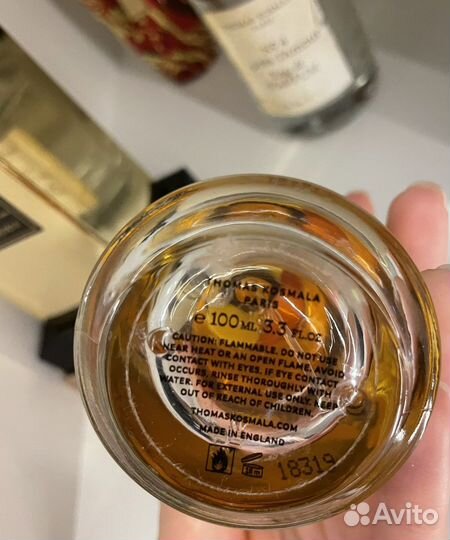 THOMAS KOSMALA
PARIS
e 100 ML 3.3 FL.OZ
CAUTION: FLAMMABLE. DO NOT USE
NEAR HEAT OR AN OPEN FLAME. AVOID
CONTACT WITH EYES. IF EYE CONTACT
OCCURS, RINSE THOROUGHLY WITH
WATER. FOR EXTERNAL USE ONLY. KEEP
OUT OF REACH OF CHILDREN.
THOMASKOSMALA.COM
MADE IN ENGLAND
18 m
18319
Avito